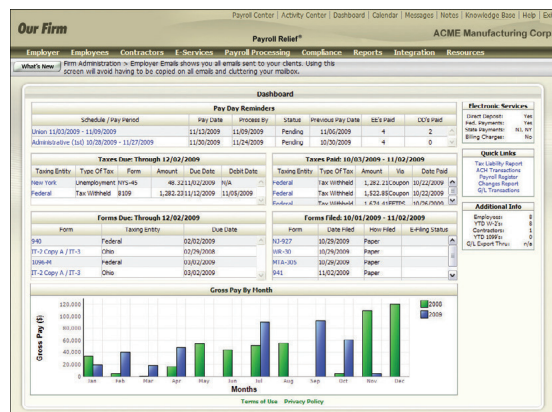 Payroll Center | Activity Center | Dashboard | Calendar | Messages | Notes | Knowledge Base | Help | Exit
Our Firm
Payroll Relief®
ACME Manufacturing Corp
Employer Employees Contractors E-Services Payroll Processing Compliance Reports Integration Resources
What's New
Firm Administration > Employer Emails shows you all emails sent to your clients. Using this
screen will avoid having to be copied on all emails and cluttering your mailbox.
Dashboard
Pay Day Reminders
Schedule / Pay Period Pay Date Process By Status Previous Pay Date EE's Paid DD's Paid
Union 11/03/2009 - 11/09/2009 11/13/2009 11/09/2009 Pending 11/06/2009 4 2
Administrative (1st) 10/28/2009 - 11/27/2009 11/30/2009 11/24/2009 Pending 10/30/2009 4 0
Taxes Due: Through 12/02/2009
Taxing Entity Type Of Tax Form Amount Due Date Debit Date
New York Unemployment NYS-45 48.32 11/02/2009 N/A
Federal Tax Withheld 8109 1,282.23 11/12/2009 11/05/2009
Taxes Paid: 10/03/2009 - 11/02/2009
Taxing Entity Type Of Tax Amount Via Date Paid
Federal Tax Withheld 1,282.21 Coupon 10/22/2009
Federal Tax Withheld 1,522.85 Coupon 10/22/2009
Federal Tax Withheld 1,674.41 EFTPS 10/06/2009
Forms Due: Through 12/02/2009
Form Taxing Entity Due Date
940 Federal 02/02/2009
IT-2 Copy A / IT-3 Ohio 02/29/2008
1096-M Federal 03/02/2009
IT-2 Copy A / IT-3 Ohio 03/02/2009
Forms Filed: 10/01/2009 - 11/02/2009
Form Date Filed How Filed E-Filing Status
NJ-927 10/29/2009 Paper
WR-30 10/29/2009 Paper
MTA-305 10/29/2009 Paper
941 11/02/2009 Paper
Electronic Services
Direct Deposit: Yes
Fed. Payments: Yes
State Payments: NJ, NY
Billing Charges: No
Quick Links
Tax Liability Report
ACH Transactions
Payroll Register
Changes Report
G/L Transactions
Additional Info
Employees: 8
YTD W-2s: 8
Contractors: 1
YTD 1099's: 0
G/L Export Thru: n/a
Gross Pay By Month
Gross Pay ($)
120,000
100,000
80,000
60,000
40,000
20,000
0
Jan Feb Mar Apr May Jun Jul Aug Sep Oct Nov Dec
Months
2008
2009
Terms of Use Privacy Policy